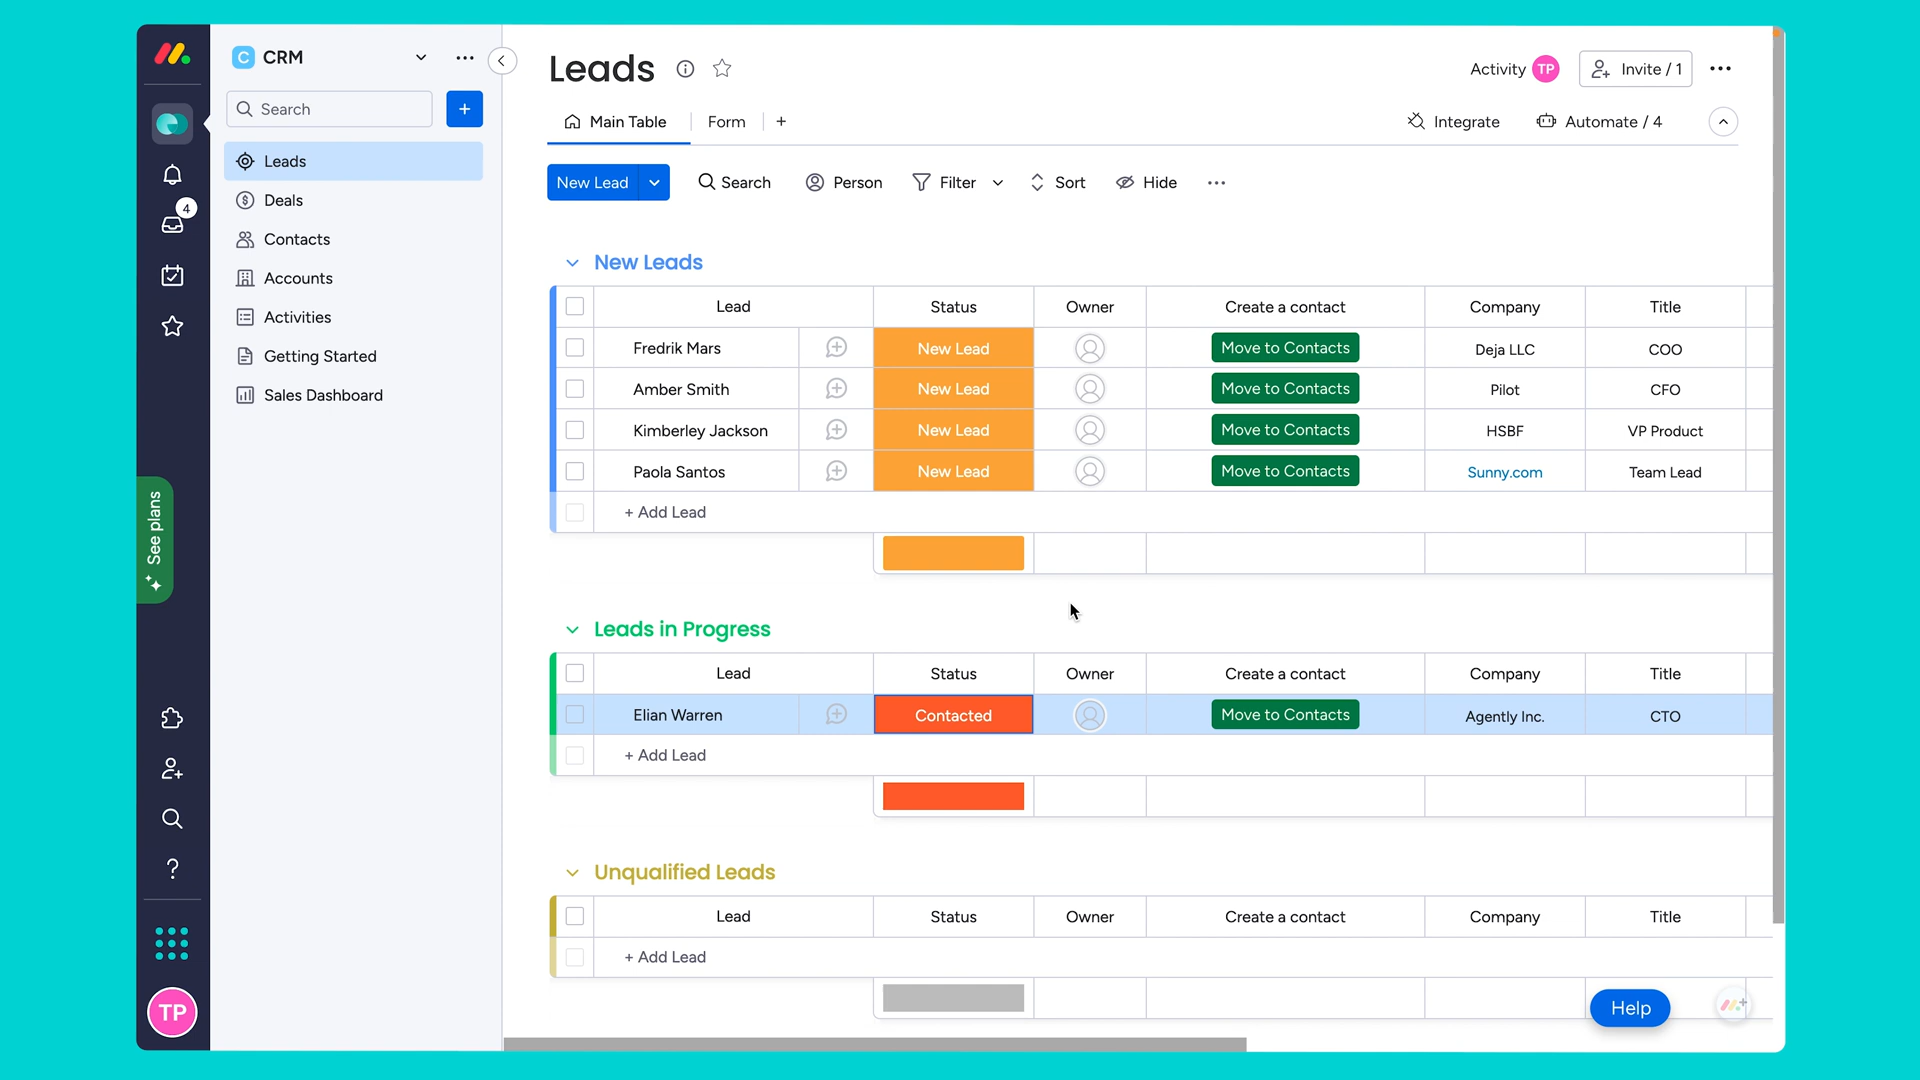 C CRM
Search
+
Leads
Deals
Contacts
Accounts
Activities
Getting Started
Sales Dashboard
4
See plans
TP
Leads
Activity TP
Invite / 1
Main Table
Form
+
Integrate
Automate / 4
New Lead
Search
Person
Filter
Sort
Hide
New Leads
Lead Status Owner Create a contact Company Title
Fredrik Mars New Lead Move to Contacts Deja LLC COO
Amber Smith New Lead Move to Contacts Pilot CFO
Kimberley Jackson New Lead Move to Contacts HSBF VP Product
Paola Santos New Lead Move to Contacts Sunny.com Team Lead
+ Add Lead
Leads in Progress
Lead Status Owner Create a contact Company Title
Elian Warren Contacted Move to Contacts Agently Inc. CTO
+ Add Lead
Unqualified Leads
Lead Status Owner Create a contact Company Title
+ Add Lead
Help